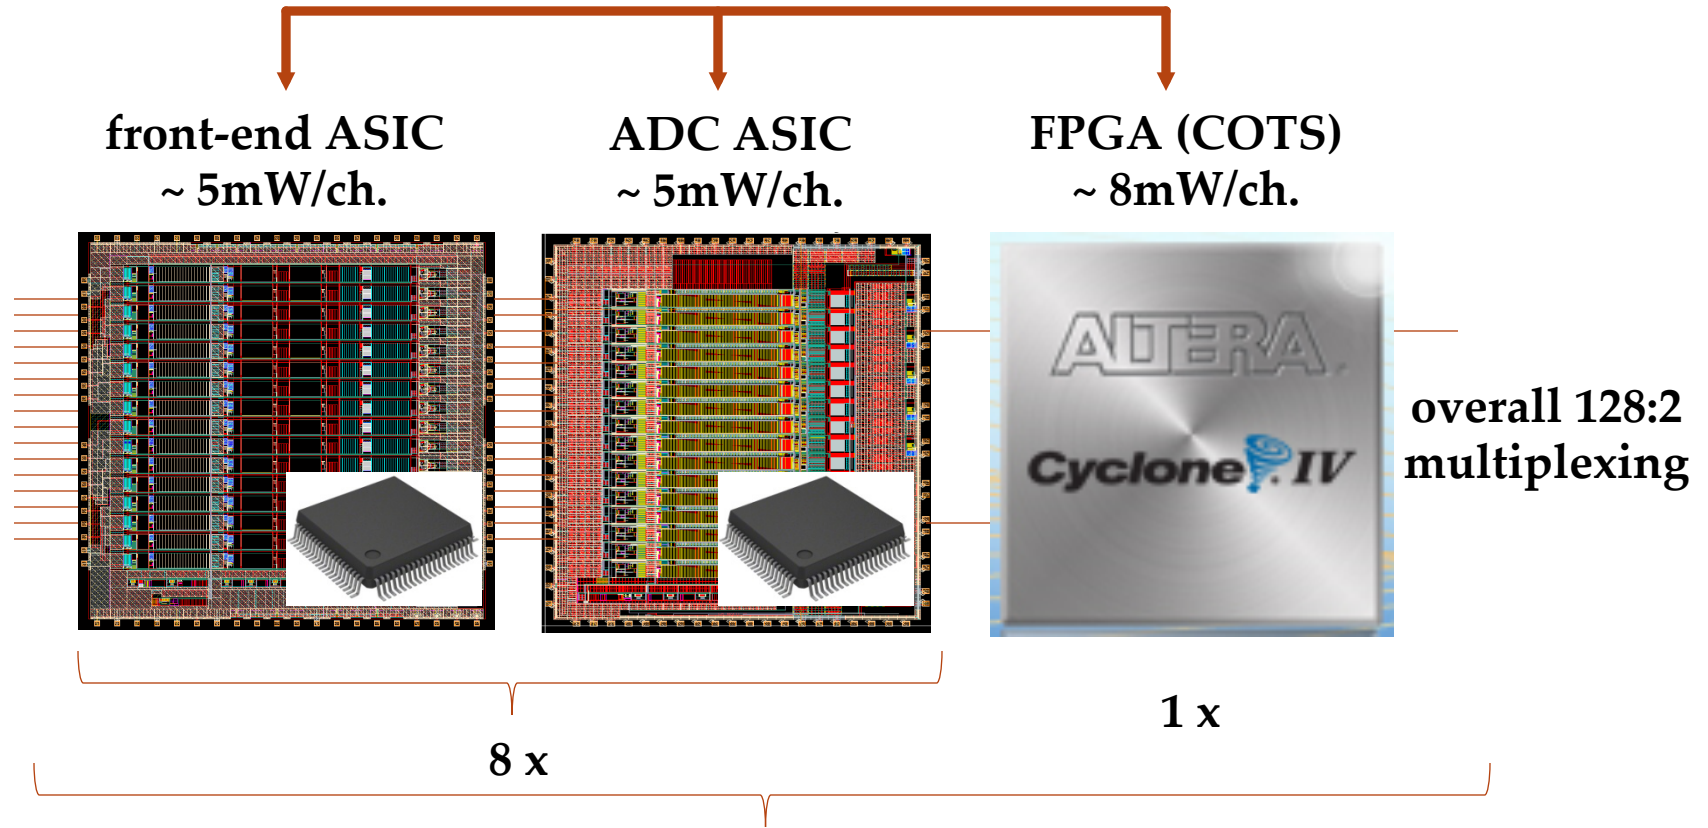 front-end ASIC
~ 5mW/ch.
ADC ASIC
~ 5mW/ch.
FPGA (COTS)
~ 8mW/ch.
ALTERA
Cyclone IV
overall 128:2
multiplexing
8 x
1 x